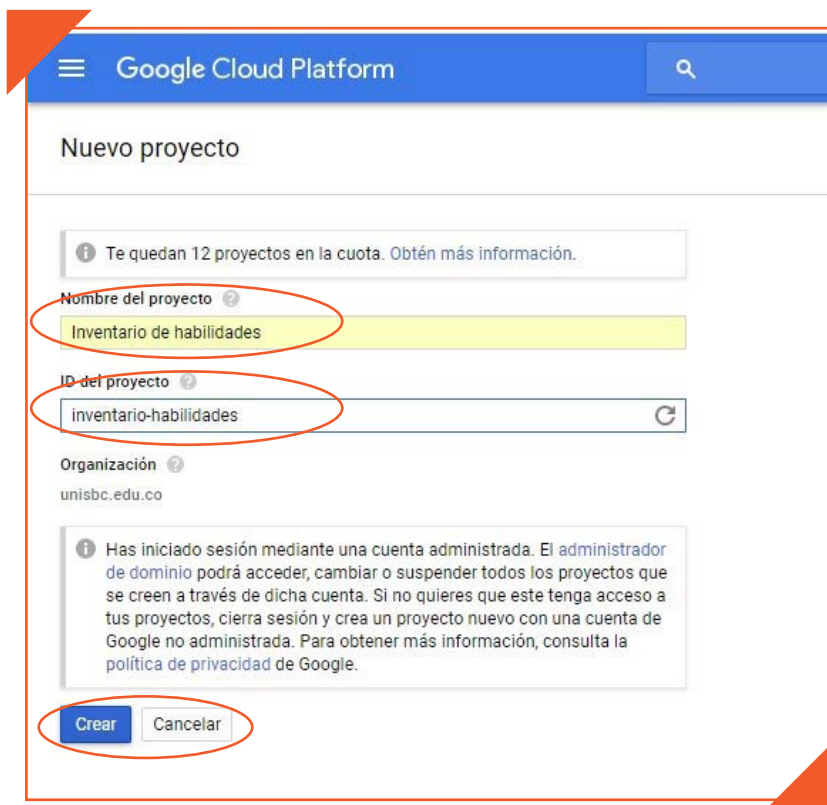 Google Cloud Platform
Nuevo proyecto
Te quedan 12 proyectos en la cuota. Obtén más información.
Nombre del proyecto
Inventario de habilidades
ID del proyecto
inventario-habilidades
Organización
unisbc.edu.co
Has iniciado sesión mediante una cuenta administrada. El administrador
de dominio podrá acceder, cambiar o suspender todos los proyectos que
se creen a través de dicha cuenta. Si no quieres que este tenga acceso a
tus proyectos, cierra sesión y crea un proyecto nuevo con una cuenta de
Google no administrada. Para obtener más información, consulta la
política de privacidad de Google.
Crear Cancelar